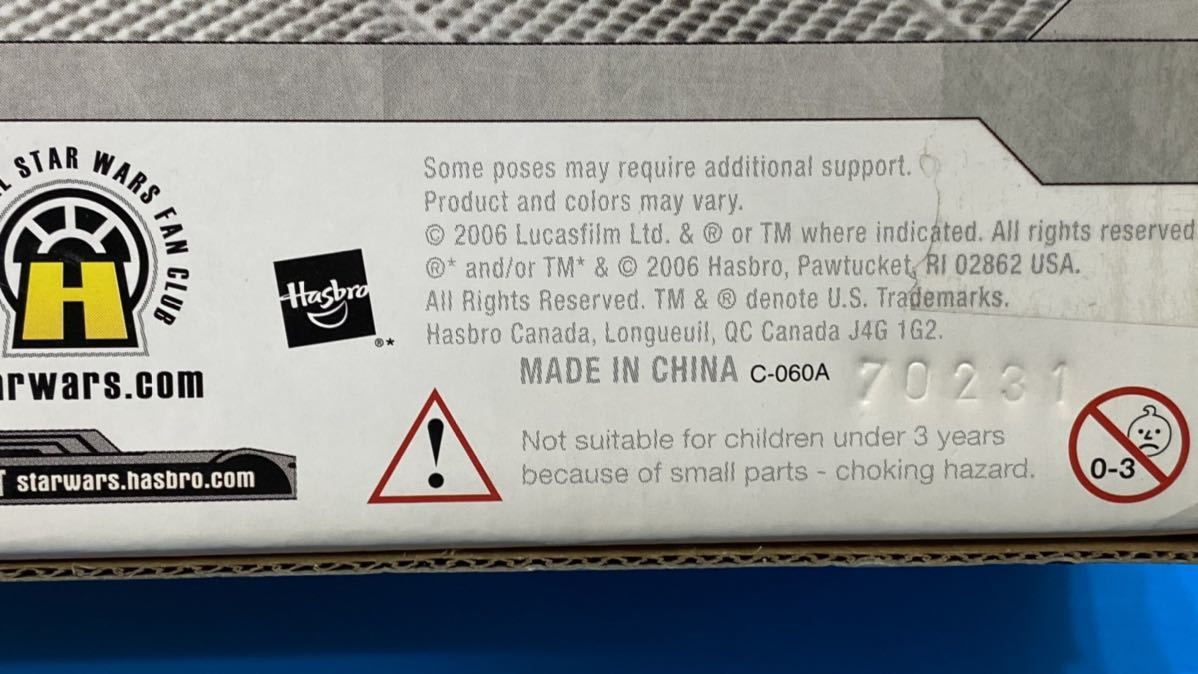 STAR WARS FAN CLUB
H
rwars.com
starwars.hasbro.com
Hasbro
®*
Some poses may require additional support.
Product and colors may vary.
© 2006 Lucasfilm Ltd. & ® or TM where indicated. All rights reserved
®* and/or TM* & © 2006 Hasbro, Pawtucket, RI 02862 USA.
All Rights Reserved. TM & ® denote U.S. Trademarks.
Hasbro Canada, Longueuil, QC Canada J4G 1G2.
MADE IN CHINA C-060A 70231
Not suitable for children under 3 years
because of small parts - choking hazard.
!
0-3